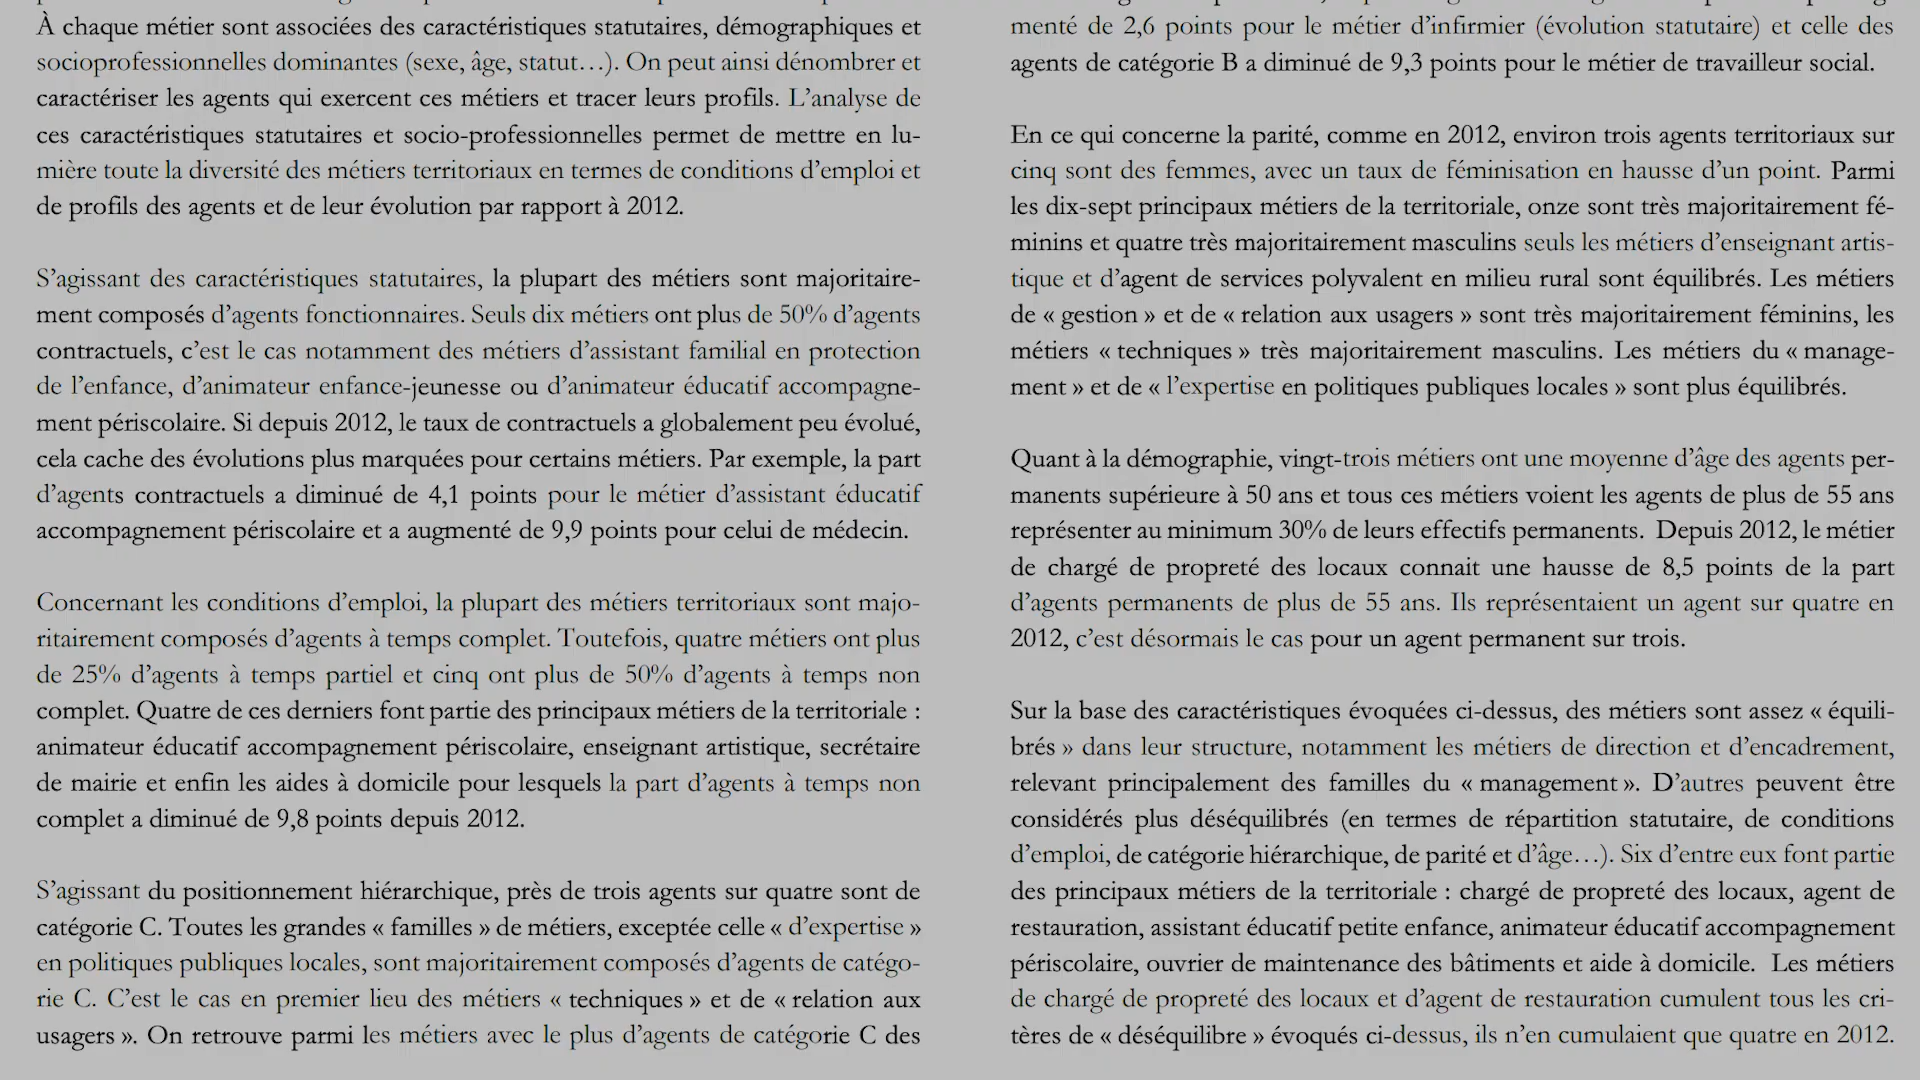 À chaque métier sont associées des caractéristiques statutaires, démographiques et
socioprofessionnelles dominantes (sexe, âge, statut…). On peut ainsi dénombrer et
caractériser les agents qui exercent ces métiers et tracer leurs profils. L’analyse de
ces caractéristiques statutaires et socio-professionnelles permet de mettre en lu-
mière toute la diversité des métiers territoriaux en termes de conditions d’emploi et
de profils des agents et de leur évolution par rapport à 2012.
S’agissant des caractéristiques statutaires, la plupart des métiers sont majoritaire-
ment composés d’agents fonctionnaires. Seuls dix métiers ont plus de 50% d’agents
contractuels, c’est le cas notamment des métiers d’assistant familial en protection
de l’enfance, d’animateur enfance-jeunesse ou d’animateur éducatif accompagne-
ment périscolaire. Si depuis 2012, le taux de contractuels a globalement peu évolué,
cela cache des évolutions plus marquées pour certains métiers. Par exemple, la part
d’agents contractuels a diminué de 4,1 points pour le métier d’assistant éducatif
accompagnement périscolaire et a augmenté de 9,9 points pour celui de médecin.
Concernant les conditions d’emploi, la plupart des métiers territoriaux sont majo-
ritairement composés d’agents à temps complet. Toutefois, quatre métiers ont plus
de 25% d’agents à temps partiel et cinq ont plus de 50% d’agents à temps non
complet. Quatre de ces derniers font partie des principaux métiers de la territoriale :
animateur éducatif accompagnement périscolaire, enseignant artistique, secrétaire
de mairie et enfin les aides à domicile pour lesquels la part d’agents à temps non
complet a diminué de 9,8 points depuis 2012.
S’agissant du positionnement hiérarchique, près de trois agents sur quatre sont de
catégorie C. Toutes les grandes « familles » de métiers, exceptée celle « d’expertise »
en politiques publiques locales, sont majoritairement composés d’agents de catégo-
rie C. C’est le cas en premier lieu des métiers « techniques » et de « relation aux
usagers ». On retrouve parmi les métiers avec le plus d’agents de catégorie C des
menté de 2,6 points pour le métier d’infirmier (évolution statutaire) et celle des
agents de catégorie B a diminué de 9,3 points pour le métier de travailleur social.
En ce qui concerne la parité, comme en 2012, environ trois agents territoriaux sur
cinq sont des femmes, avec un taux de féminisation en hausse d’un point. Parmi
les dix-sept principaux métiers de la territoriale, onze sont très majoritairement fé-
minins et quatre très majoritairement masculins seuls les métiers d’enseignant artis-
tique et d’agent de services polyvalent en milieu rural sont équilibrés. Les métiers
de « gestion » et de « relation aux usagers » sont très majoritairement féminins, les
métiers « techniques » très majoritairement masculins. Les métiers du « manage-
ment » et de « l’expertise en politiques publiques locales » sont plus équilibrés.
Quant à la démographie, vingt-trois métiers ont une moyenne d’âge des agents per-
manents supérieure à 50 ans et tous ces métiers voient les agents de plus de 55 ans
représenter au minimum 30% de leurs effectifs permanents. Depuis 2012, le métier
de chargé de propreté des locaux connait une hausse de 8,5 points de la part
d’agents permanents de plus de 55 ans. Ils représentaient un agent sur quatre en
2012, c’est désormais le cas pour un agent permanent sur trois.
Sur la base des caractéristiques évoquées ci-dessus, des métiers sont assez « équili-
brés » dans leur structure, notamment les métiers de direction et d’encadrement,
relevant principalement des familles du « management ». D’autres peuvent être
considérés plus déséquilibrés (en termes de répartition statutaire, de conditions
d’emploi, de catégorie hiérarchique, de parité et d’âge…). Six d’entre eux font partie
des principaux métiers de la territoriale : chargé de propreté des locaux, agent de
restauration, assistant éducatif petite enfance, animateur éducatif accompagnement
périscolaire, ouvrier de maintenance des bâtiments et aide à domicile. Les métiers
de chargé de propreté des locaux et d’agent de restauration cumulent tous les cri-
tères de « déséquilibre » évoqués ci-dessus, ils n’en cumulaient que quatre en 2012.